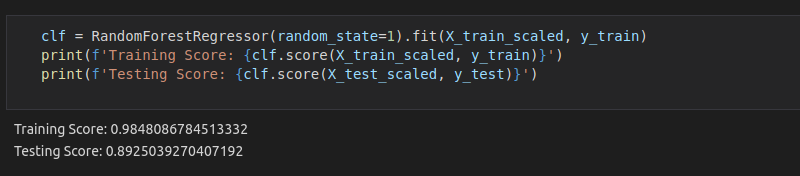 clf = RandomForestRegressor(random_state=1).fit(X_train_scaled, y_train)
print(f'Training Score: {clf.score(X_train_scaled, y_train)}')
print(f'Testing Score: {clf.score(X_test_scaled, y_test)}')
Training Score: 0.9848086784513332
Testing Score: 0.8925039270407192